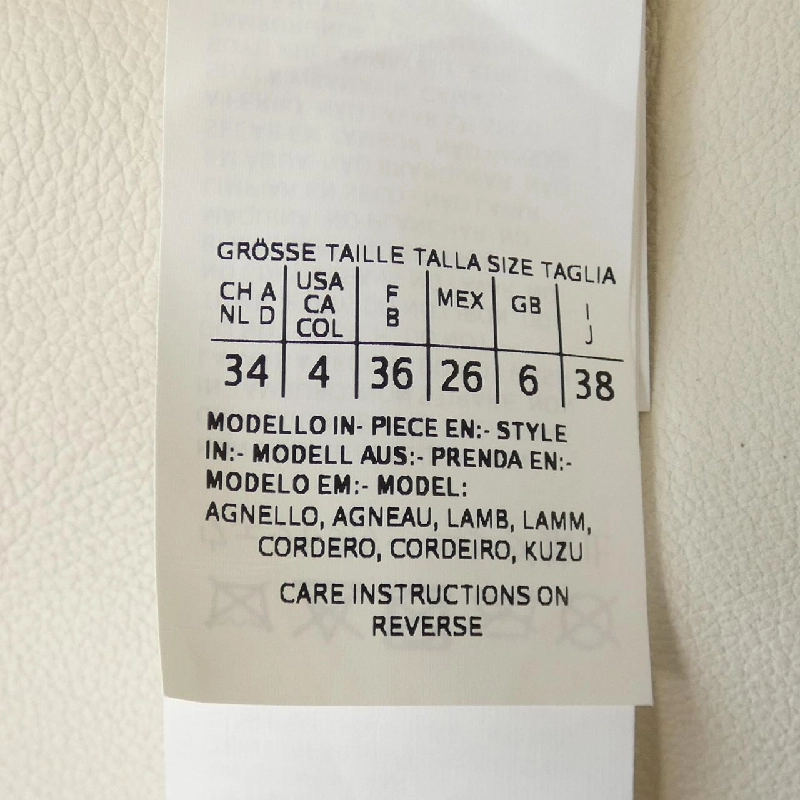 GRÖSSE TAILLE TALLA SIZE TAGLIA
CH A NL D | USA CA COL | F B | MEX | GB | I J
34 | 4 | 36 | 26 | 6 | 38
MODELLO IN- PIECE EN:- STYLE
IN:- MODELL AUS:- PRENDA EN:-
MODELO EM:- MODEL:
AGNELLO, AGNEAU, LAMB, LAMM,
CORDERO, CORDEIRO, KUZU
CARE INSTRUCTIONS ON
REVERSE